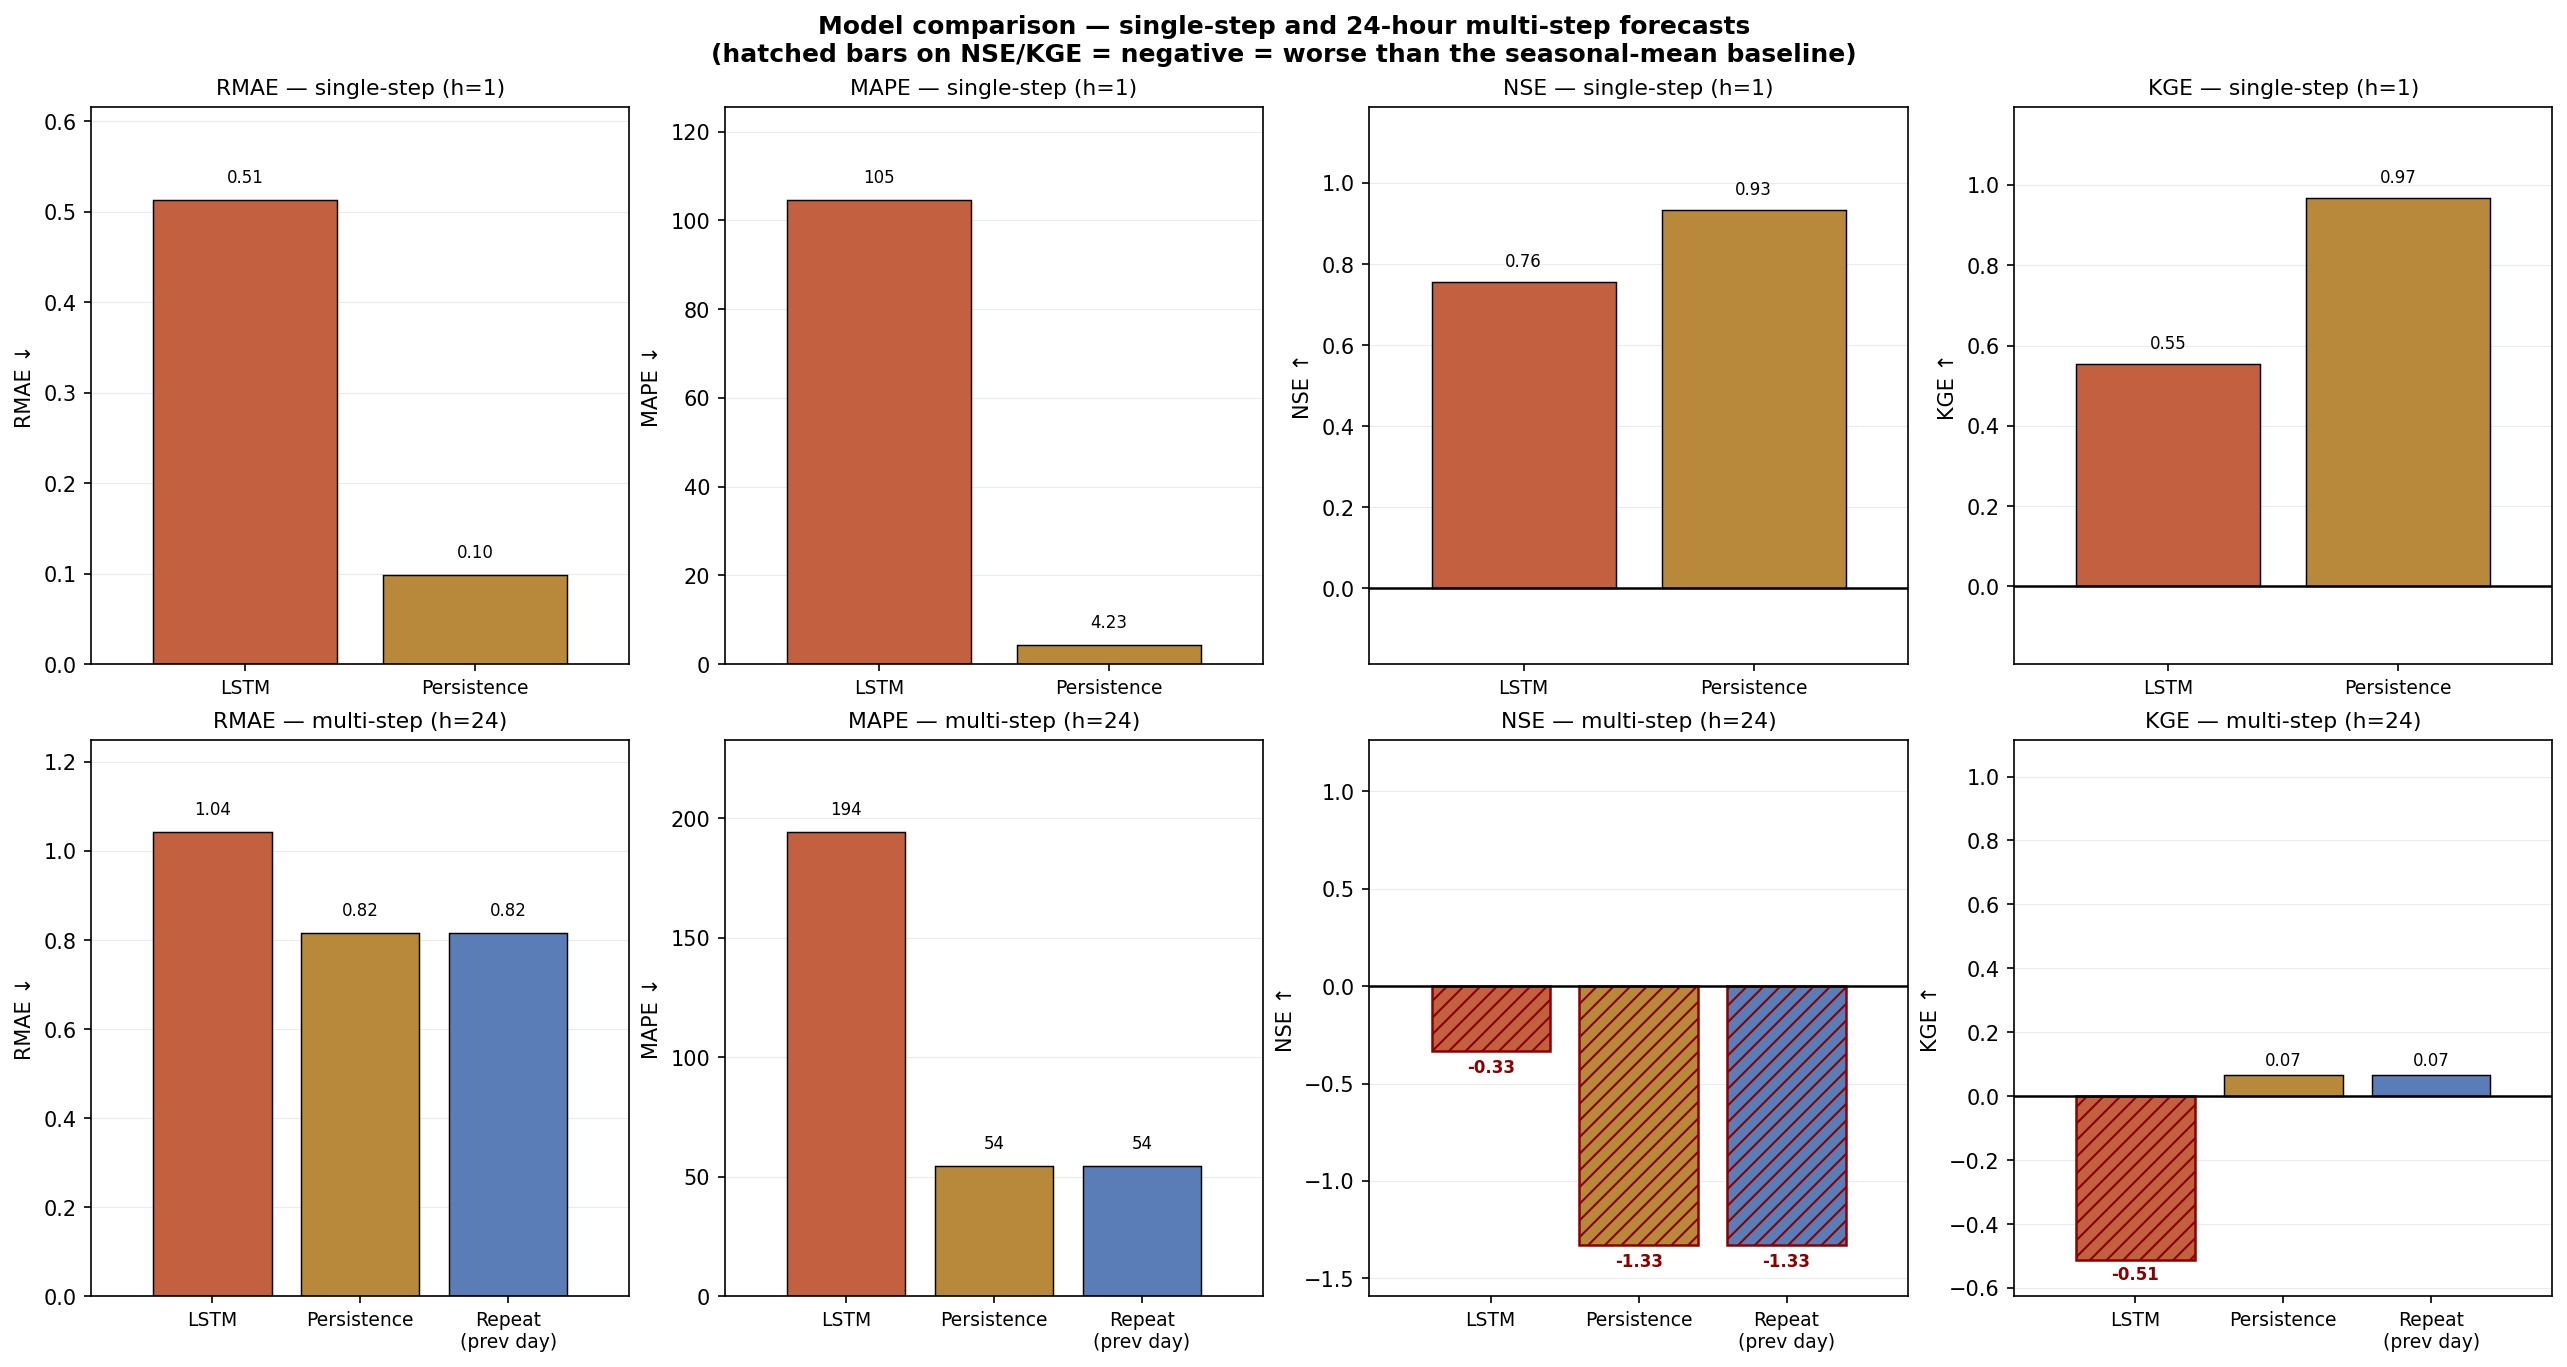 Model comparison — single-step and 24-hour multi-step forecasts
(hatched bars on NSE/KGE = negative = worse than the seasonal-mean baseline)
RMAE — single-step (h=1)
RMAE ↓
0.6
0.5
0.4
0.3
0.2
0.1
0.0
0.51
0.10
LSTM
Persistence
MAPE — single-step (h=1)
MAPE ↓
120
100
80
60
40
20
0
105
4.23
LSTM
Persistence
NSE — single-step (h=1)
NSE ↑
1.0
0.8
0.6
0.4
0.2
0.0
0.76
0.93
LSTM
Persistence
KGE — single-step (h=1)
KGE ↑
1.0
0.8
0.6
0.4
0.2
0.0
0.55
0.97
LSTM
Persistence
RMAE — multi-step (h=24)
RMAE ↓
1.2
1.0
0.8
0.6
0.4
0.2
0.0
1.04
0.82
0.82
LSTM
Persistence
Repeat
(prev day)
MAPE — multi-step (h=24)
MAPE ↓
200
150
100
50
0
194
54
54
LSTM
Persistence
Repeat
(prev day)
NSE — multi-step (h=24)
NSE ↑
1.0
0.5
0.0
−0.5
−1.0
−1.5
-0.33
-1.33
-1.33
LSTM
Persistence
Repeat
(prev day)
KGE — multi-step (h=24)
KGE ↑
1.0
0.8
0.6
0.4
0.2
0.0
−0.2
−0.4
−0.6
-0.51
0.07
0.07
LSTM
Persistence
Repeat
(prev day)